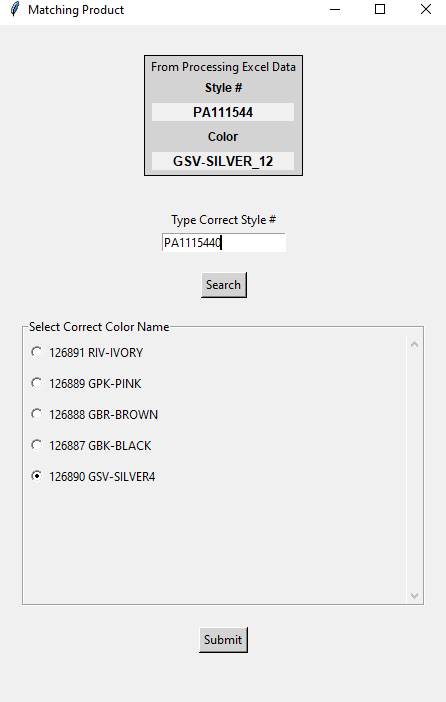 Matching Product
From Processing Excel Data
Style #
PA111544
Color
GSV-SILVER_12
Type Correct Style #
PA1115440
Search
Select Correct Color Name
126891 RIV-IVORY
126889 GPK-PINK
126888 GBR-BROWN
126887 GBK-BLACK
126890 GSV-SILVER4
Submit